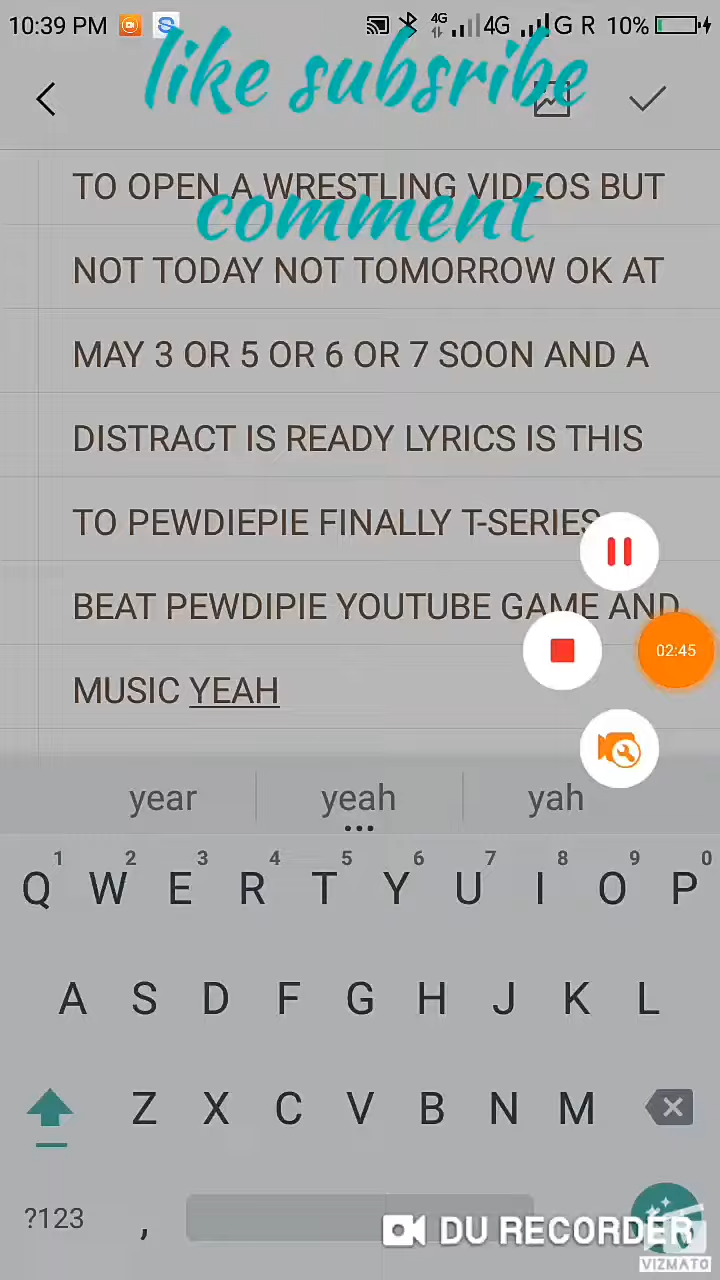 10:39 PM
4G
4G
G R 10%
like subsribe
comment
TO OPEN A WRESTLING VIDEOS BUT
NOT TODAY NOT TOMORROW OK AT
MAY 3 OR 5 OR 6 OR 7 SOON AND A
DISTRACT IS READY LYRICS IS THIS
TO PEWDIEPIE FINALLY T-SERIES
BEAT PEWDIPIE YOUTUBE GAME AND
MUSIC YEAH
02:45
year yeah yah
1 2 3 4 5 6 7 8 9 0
Q W E R T Y U I O P
A S D F G H J K L
Z X C V B N M
?123 ,
DU RECORDER
VIZMATO